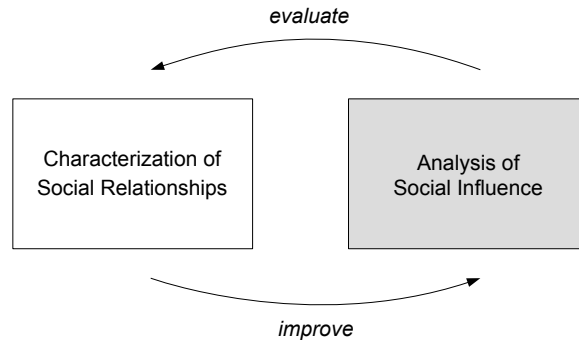 evaluate
Characterization of
Social Relationships
Analysis of
Social Influence
improve